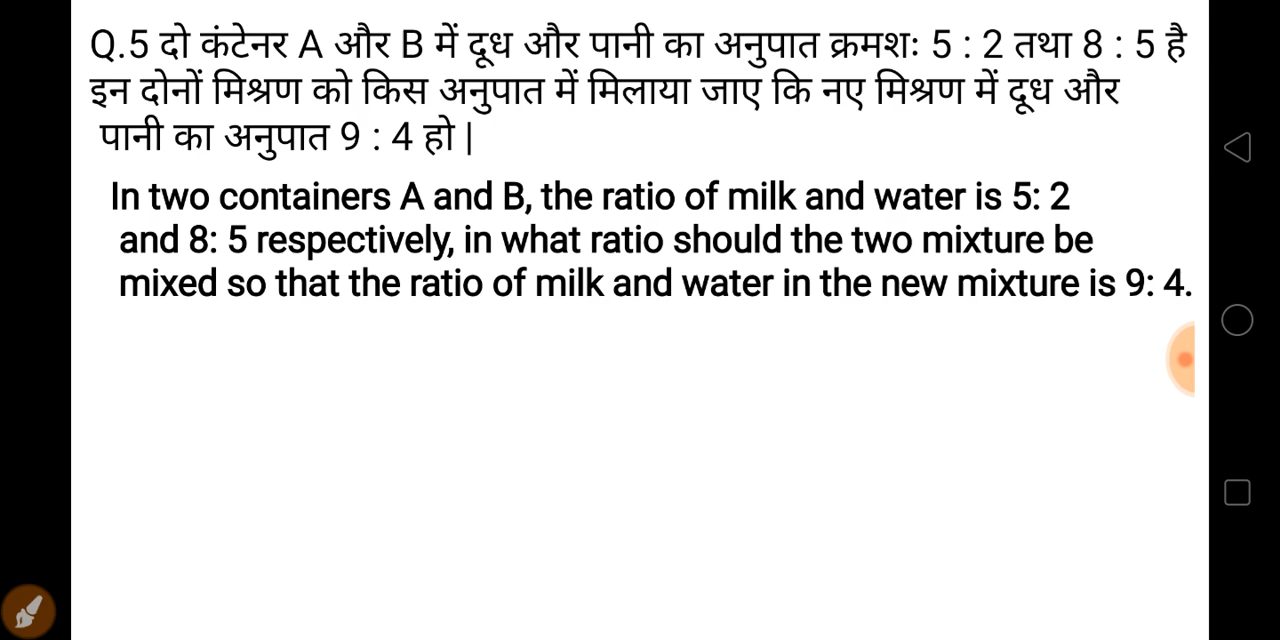 Q.5 दो कंटेनर A और B में दूध और पानी का अनुपात क्रमशः 5 : 2 तथा 8 : 5 है
इन दोनों मिश्रण को किस अनुपात में मिलाया जाए कि नए मिश्रण में दूध और
पानी का अनुपात 9 : 4 हो |
In two containers A and B, the ratio of milk and water is 5: 2
and 8: 5 respectively, in what ratio should the two mixture be
mixed so that the ratio of milk and water in the new mixture is 9: 4.